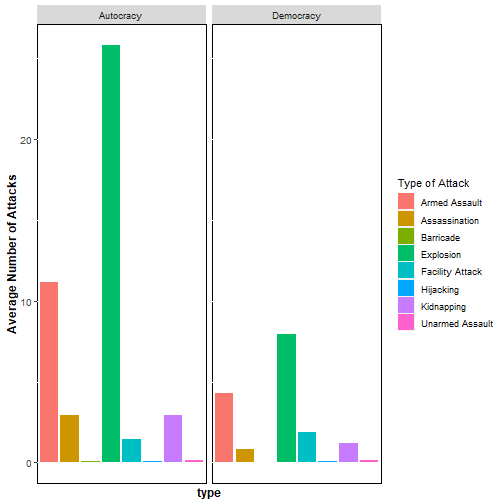 Autocracy
Democracy
20
10
0
Average Number of Attacks
type
Type of Attack
Armed Assault
Assassination
Barricade
Explosion
Facility Attack
Hijacking
Kidnapping
Unarmed Assault